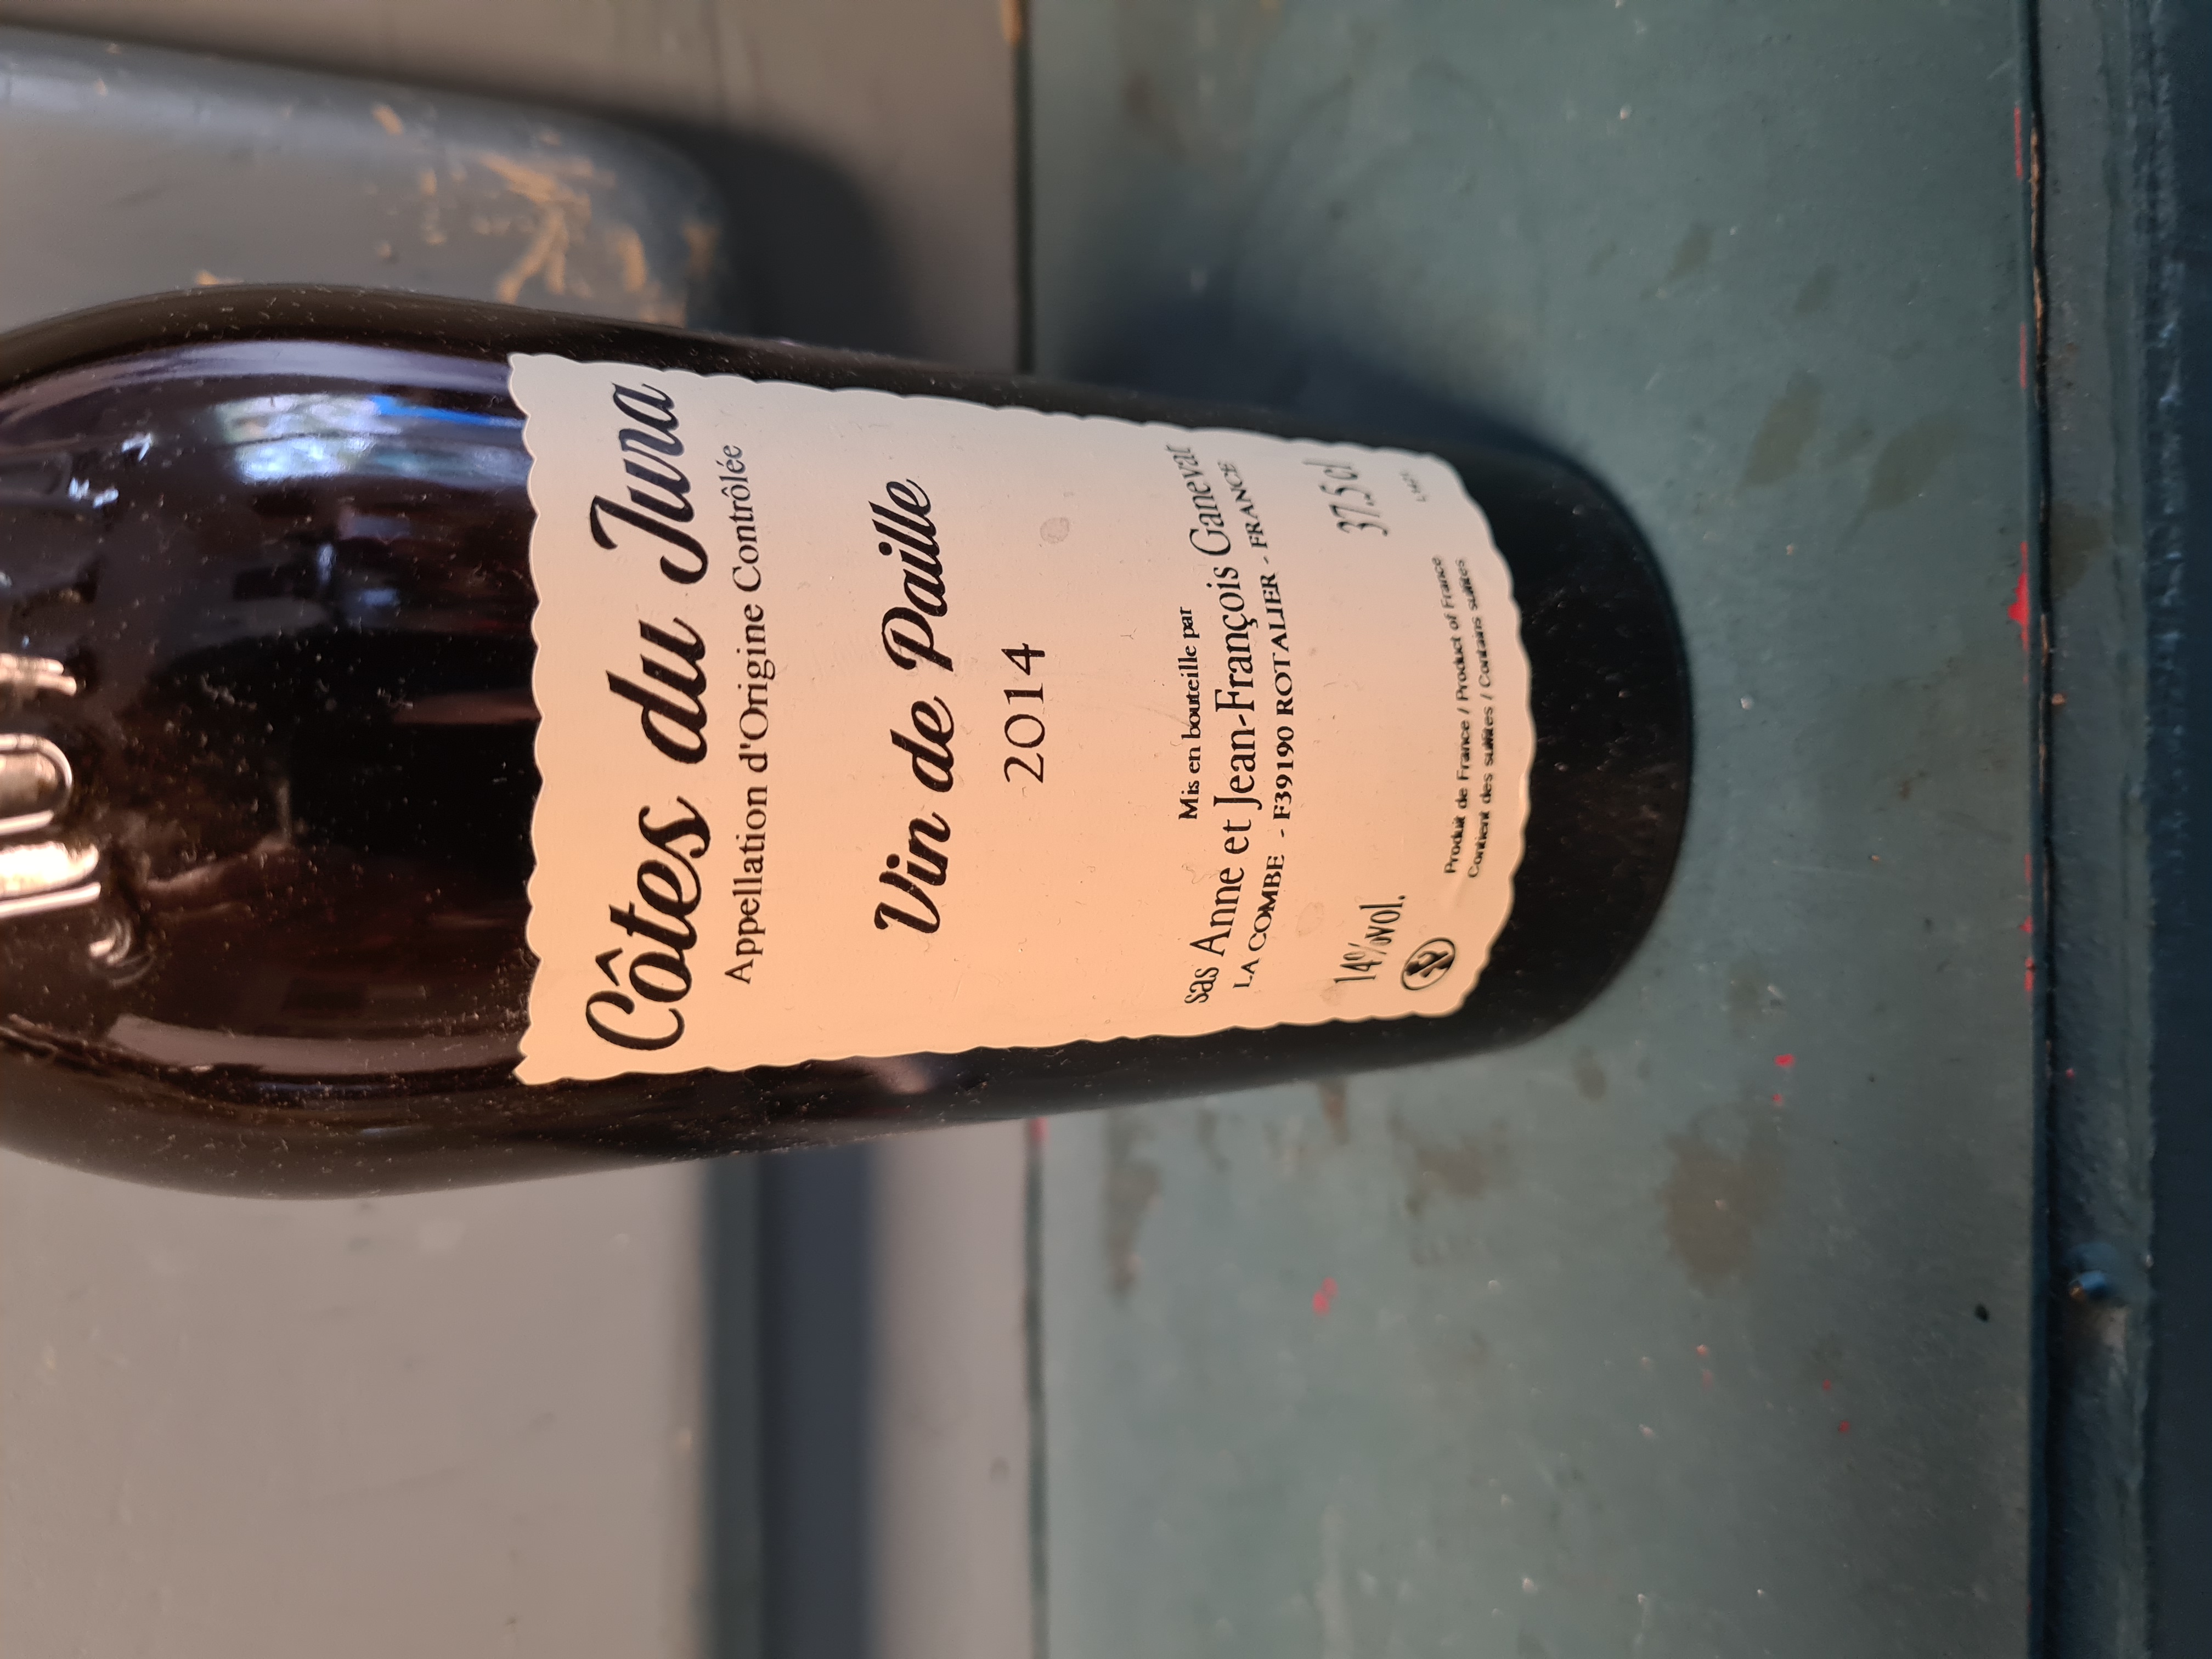 Côtes du Jura
Appellation d'Origine Contrôlée
Vin de Paille
2014
Mis en bouteille par
sas Anne et Jean-François Ganevat
LA COMBE - F39190 ROTALIER - FRANCE
14%vol. 37.5cl
Produit de France / Product of France
Contient des sulfites / Contains sulfites